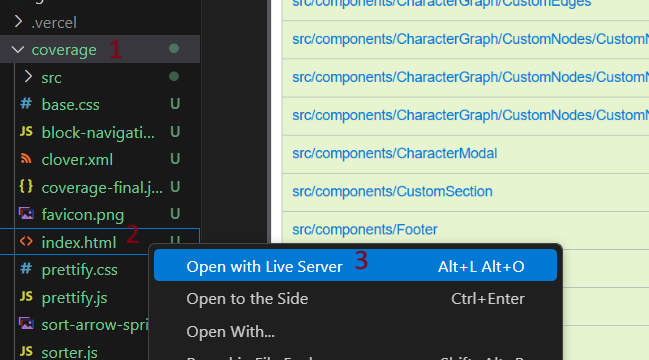 .vercel
coverage 1
src
# base.css U
JS block-navigati... U
clover.xml U
{} coverage-final.j... U
favicon.png U
<> index.html 2 U
# prettify.css
JS prettify.js
sort-arrow-spri
JS sorter.js
Open with Live Server 3 Alt+L Alt+O
Open to the Side Ctrl+Enter
Open With...
src/components/CharacterGraph/CustomEdges
src/components/CharacterGraph/CustomNodes/CustomN
src/components/CharacterGraph/CustomNodes/CustomN
src/components/CharacterGraph/CustomNodes/CustomN
src/components/CharacterModal
src/components/CustomSection
src/components/Footer